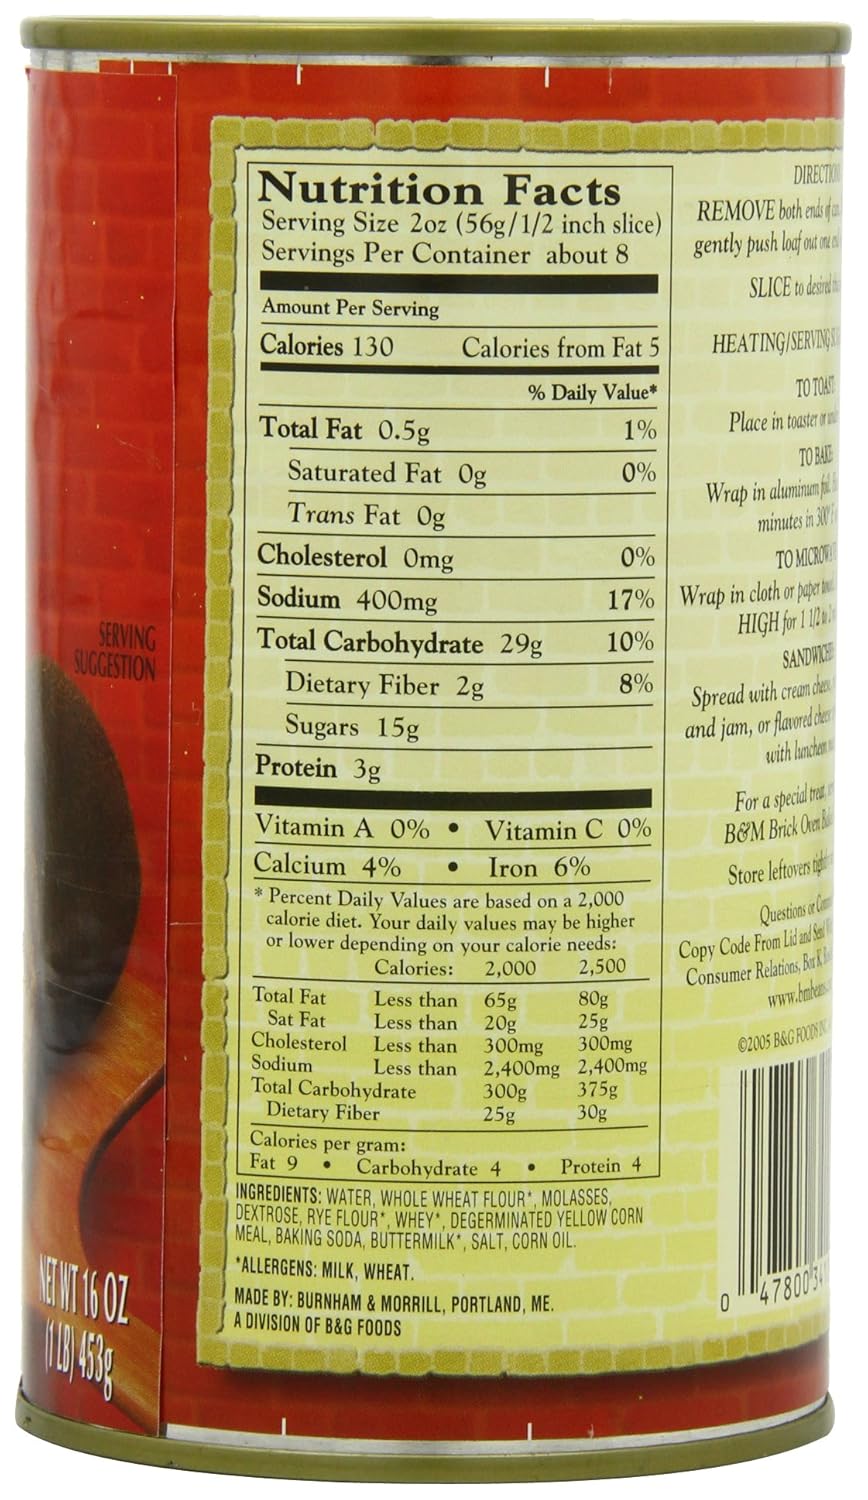 Nutrition Facts
Serving Size 2oz (56g/1/2 inch slice)
Servings Per Container about 8
Amount Per Serving
Calories 130 Calories from Fat 5
% Daily Value*
Total Fat 0.5g 1%
Saturated Fat 0g 0%
Trans Fat 0g
Cholesterol 0mg 0%
Sodium 400mg 17%
Total Carbohydrate 29g 10%
Dietary Fiber 2g 8%
Sugars 15g
Protein 3g
Vitamin A 0% • Vitamin C 0%
Calcium 4% • Iron 6%
* Percent Daily Values are based on a 2,000
calorie diet. Your daily values may be higher
or lower depending on your calorie needs:
Calories: 2,000 2,500
Total Fat Less than 65g 80g
Sat Fat Less than 20g 25g
Cholesterol Less than 300mg 300mg
Sodium Less than 2,400mg 2,400mg
Total Carbohydrate 300g 375g
Dietary Fiber 25g 30g
Calories per gram:
Fat 9 • Carbohydrate 4 • Protein 4
INGREDIENTS: WATER, WHOLE WHEAT FLOUR*, MOLASSES,
DEXTROSE, RYE FLOUR*, WHEY*, DEGERMINATED YELLOW CORN
MEAL, BAKING SODA, BUTTERMILK*, SALT, CORN OIL.
*ALLERGENS: MILK, WHEAT.
MADE BY: BURNHAM & MORRILL, PORTLAND, ME.
A DIVISION OF B&G FOODS
SERVING
SUGGESTION
NET WT 16 OZ
(1 LB) 453g
REMOVE both ends of
gently push loaf out one
SLICE to desired
HEATING/SERVING
TO TOAST
Place in toaster or
TO BAKE
Wrap in aluminum
minutes in 300°
TO
Wrap in cloth or paper
HIGH for 1 1/2 to
Spread with cream cheese,
and jam, or flavored
with luncheon
For a special treat,
B&M Brick Oven
Store leftovers
Questions or
Copy Code From Lid and Send
Consumer Relations, Box K,
©2005 B&G FOODS
0 47800